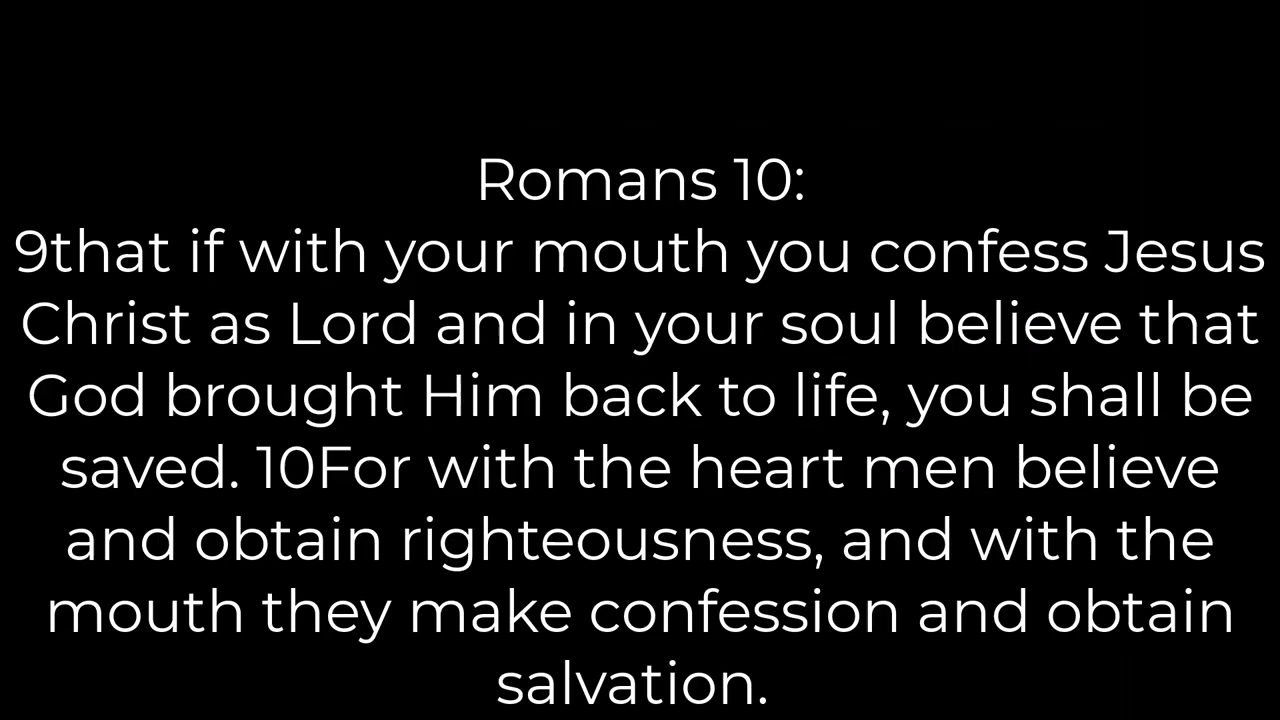 Romans 10:
9that if with your mouth you confess Jesus
Christ as Lord and in your soul believe that
God brought Him back to life, you shall be
saved. 10For with the heart men believe
and obtain righteousness, and with the
mouth they make confession and obtain
salvation.